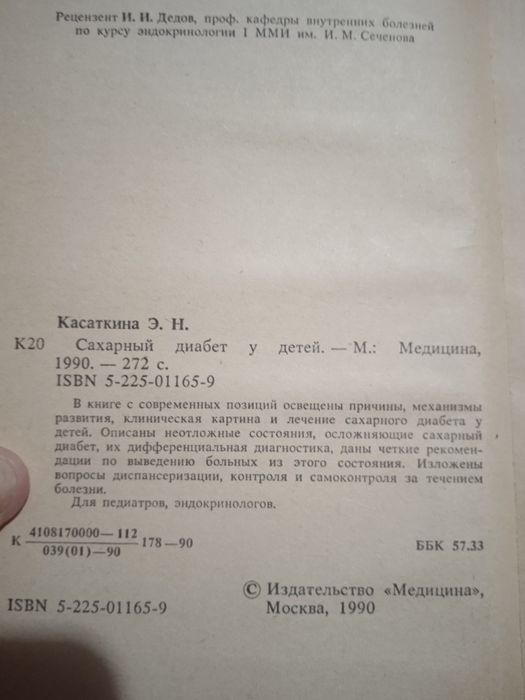 Рецензент И. И. Дедов, проф. кафедры внутренних болезней
по курсу эндокринологии I ММИ им. И. М. Сеченова
Касаткина Э. Н.
К20 Сахарный диабет у детей. — М.: Медицина,
1990. — 272 с.
ISBN 5-225-01165-9
В книге с современных позиций освещены причины, механизмы
развития, клиническая картина и лечение сахарного диабета у
детей. Описаны неотложные состояния, осложняющие сахарный
диабет, их дифференциальная диагностика, даны четкие рекомен-
дации по выведению больных из этого состояния. Изложены
вопросы диспансеризации, контроля и самоконтроля за течением
болезни.
Для педиатров, эндокринологов.
К 4108170000—112
039(01)—90 178—90
ББК 57.33
© Издательство «Медицина»,
Москва, 1990
ISBN 5-225-01165-9